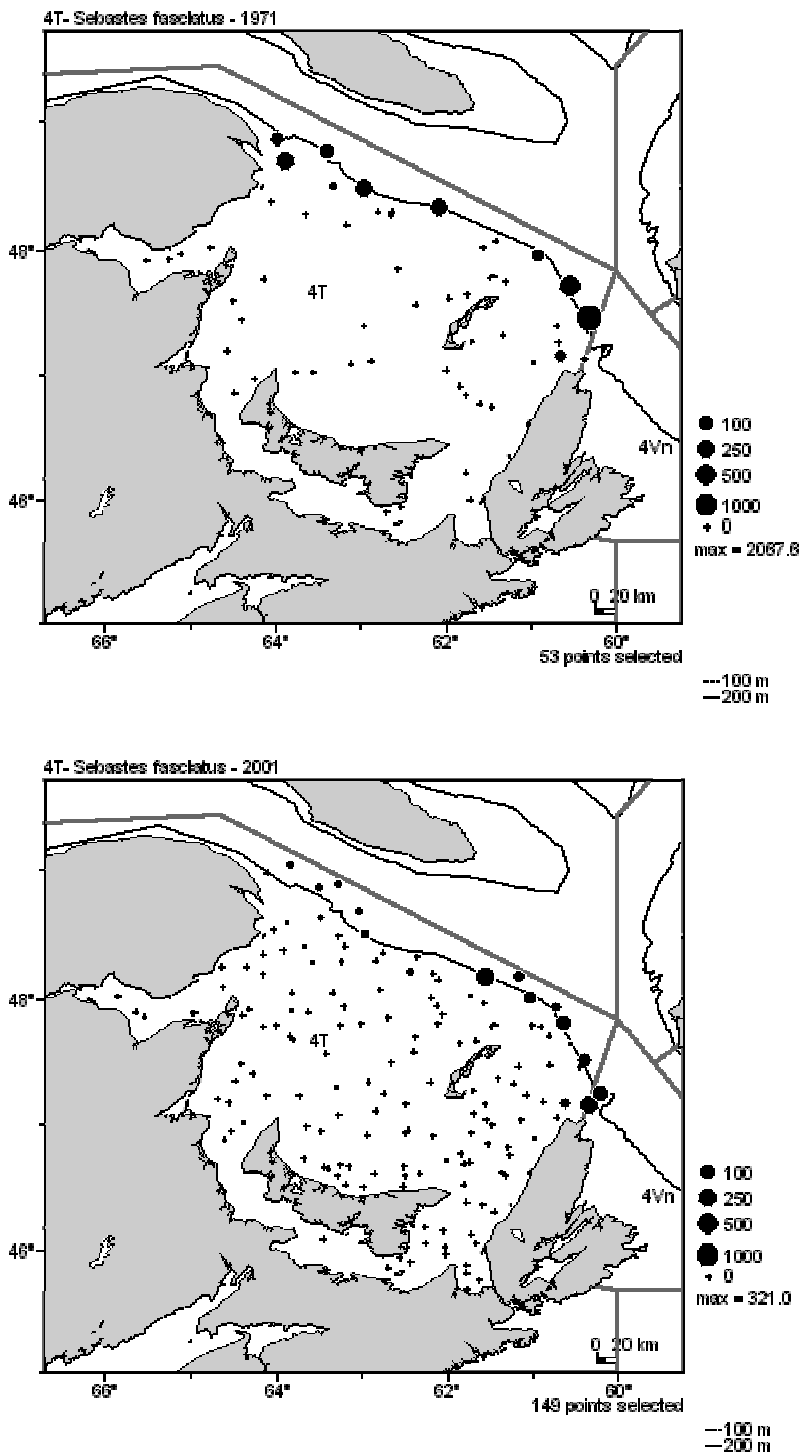 4T- Sebastes fasciatus - 1971
48°
4T
46°
4Vn
100
250
500
1000
0
max = 2067.6
0 20 km
66° 64° 62° 60°
53 points selected
---100 m
—200 m
4T- Sebastes fasciatus - 2001
48°
4T
46°
4Vn
100
250
500
1000
0
max = 321.0
0 20 km
66° 64° 62° 60°
149 points selected
---100 m
—200 m